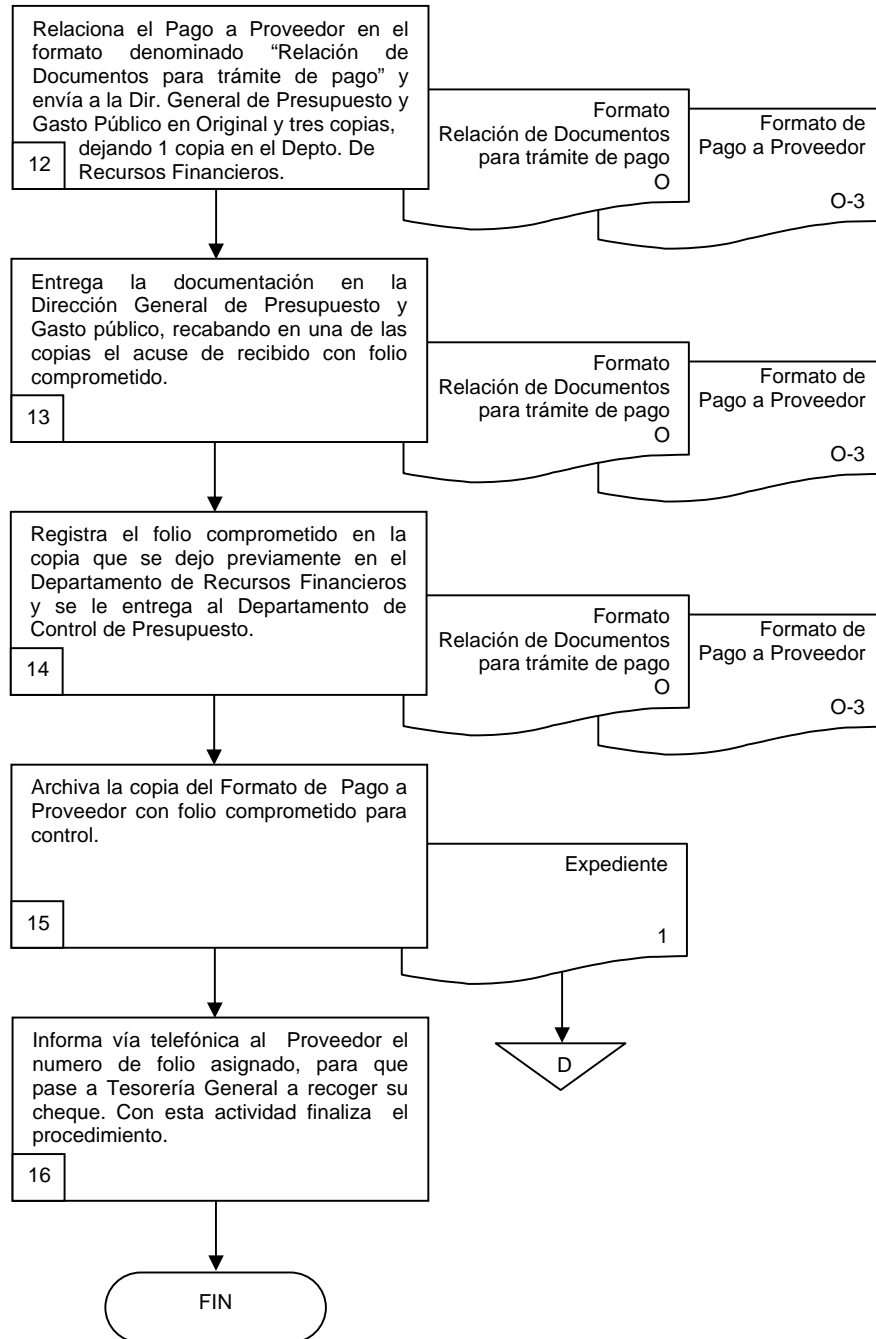 Relaciona el Pago a Proveedor en el
formato denominado “Relación de
Documentos para trámite de pago” y
envía a la Dir. General de Presupuesto y
Gasto Público en Original y tres copias,
dejando 1 copia en el Depto. De
Recursos Financieros.
12
Formato
Relación de Documentos
para trámite de pago
O
Formato de
Pago a Proveedor
O-3
Entrega la documentación en la
Dirección General de Presupuesto y
Gasto público, recabando en una de las
copias el acuse de recibido con folio
comprometido.
13
Formato
Relación de Documentos
para trámite de pago
O
Formato de
Pago a Proveedor
O-3
Registra el folio comprometido en la
copia que se dejo previamente en el
Departamento de Recursos Financieros
y se le entrega al Departamento de
Control de Presupuesto.
14
Formato
Relación de Documentos
para trámite de pago
O
Formato de
Pago a Proveedor
O-3
Archiva la copia del Formato de Pago a
Proveedor con folio comprometido para
control.
15
Expediente
1
D
Informa vía telefónica al Proveedor el
numero de folio asignado, para que
pase a Tesorería General a recoger su
cheque. Con esta actividad finaliza el
procedimiento.
16
FIN